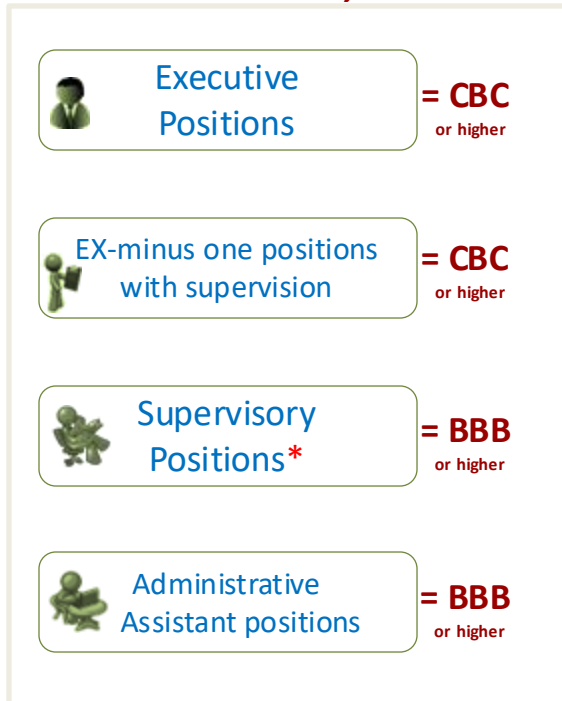 Executive
Positions
= CBC
or higher
EX-minus one positions
with supervision
= CBC
or higher
Supervisory
Positions*
= BBB
or higher
Administrative
Assistant positions
= BBB
or higher